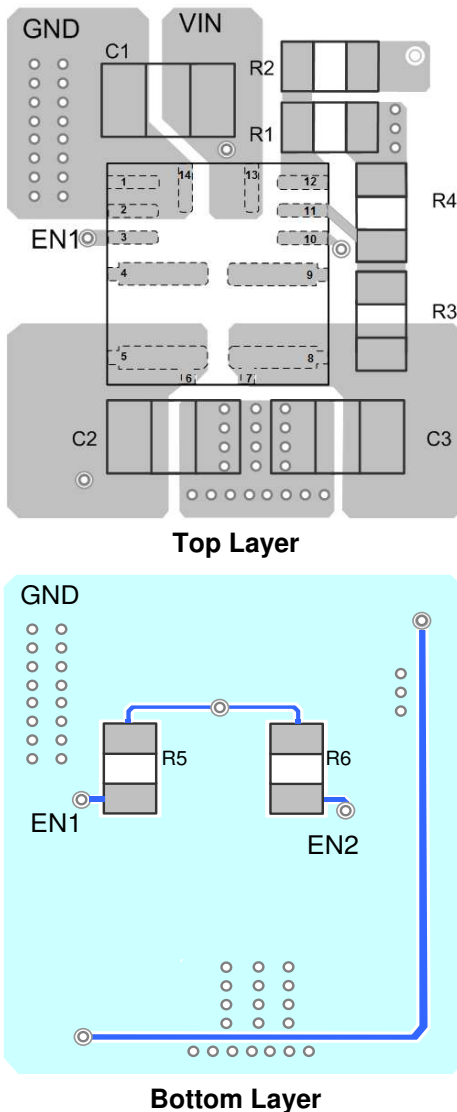 GND
VIN
C1
R2
R1
1
14
13
12
2
11
R4
EN1
3
10
4
9
R3
5
8
6
7
C2
C3
Top Layer
GND
R5
R6
EN1
EN2
Bottom Layer